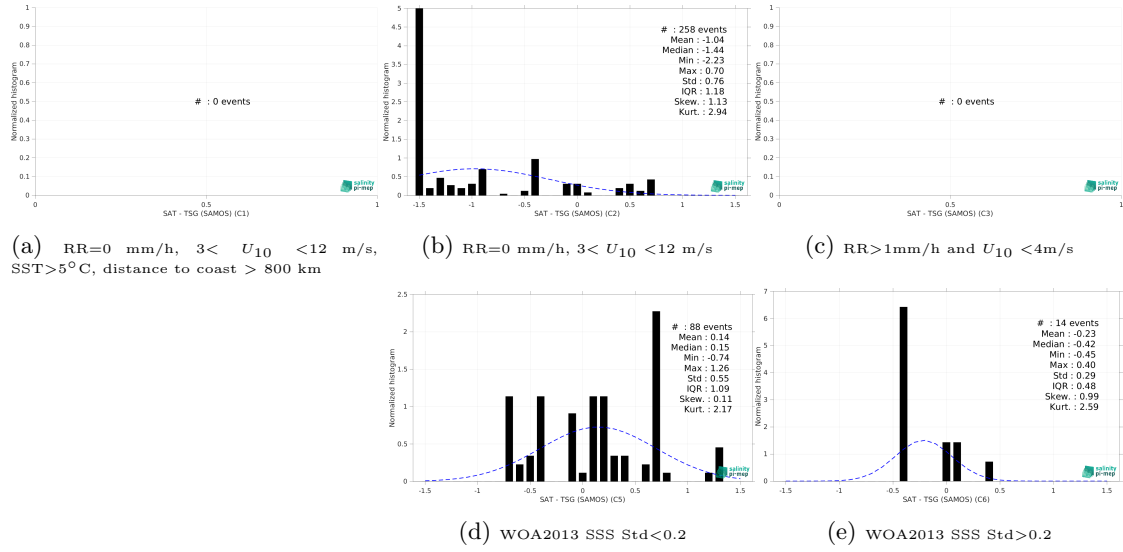 1
0.9
0.8
0.7
0.6
0.5
0.4
0.3
0.2
0.1
0
Normalized histogram
# : 0 events
salinity
pi-mep
0 0.5 1
SAT - TSG (SAMOS) (C1)
(a) RR=0 mm/h, 3< U10 <12 m/s,
SST>5°C, distance to coast > 800 km
5
4.5
4
3.5
3
2.5
2
1.5
1
0.5
0
Normalized histogram
# : 258 events
Mean : -1.04
Median : -1.44
Min : -2.23
Max : 0.70
Std : 0.76
IQR : 1.18
Skew. : 1.13
Kurt. : 2.94
salinity
pi-mep
-1.5 -1 -0.5 0 0.5 1 1.5
SAT - TSG (SAMOS) (C2)
(b) RR=0 mm/h, 3< U10 <12 m/s
1
0.9
0.8
0.7
0.6
0.5
0.4
0.3
0.2
0.1
0
Normalized histogram
# : 0 events
salinity
pi-mep
0 0.5 1
SAT - TSG (SAMOS) (C3)
(c) RR>1mm/h and U10 <4m/s
2.5
2
1.5
1
0.5
0
Normalized histogram
# : 88 events
Mean : 0.14
Median : 0.15
Min : -0.74
Max : 1.26
Std : 0.55
IQR : 1.09
Skew. : 0.11
Kurt. : 2.17
salinity
pi-mep
-1.5 -1 -0.5 0 0.5 1 1.5
SAT - TSG (SAMOS) (C5)
(d) WOA2013 SSS Std<0.2
7
6
5
4
3
2
1
0
Normalized histogram
# : 14 events
Mean : -0.23
Median : -0.42
Min : -0.45
Max : 0.40
Std : 0.29
IQR : 0.48
Skew. : 0.99
Kurt. : 2.59
salinity
pi-mep
-1.5 -1 -0.5 0 0.5 1 1.5
SAT - TSG (SAMOS) (C6)
(e) WOA2013 SSS Std>0.2